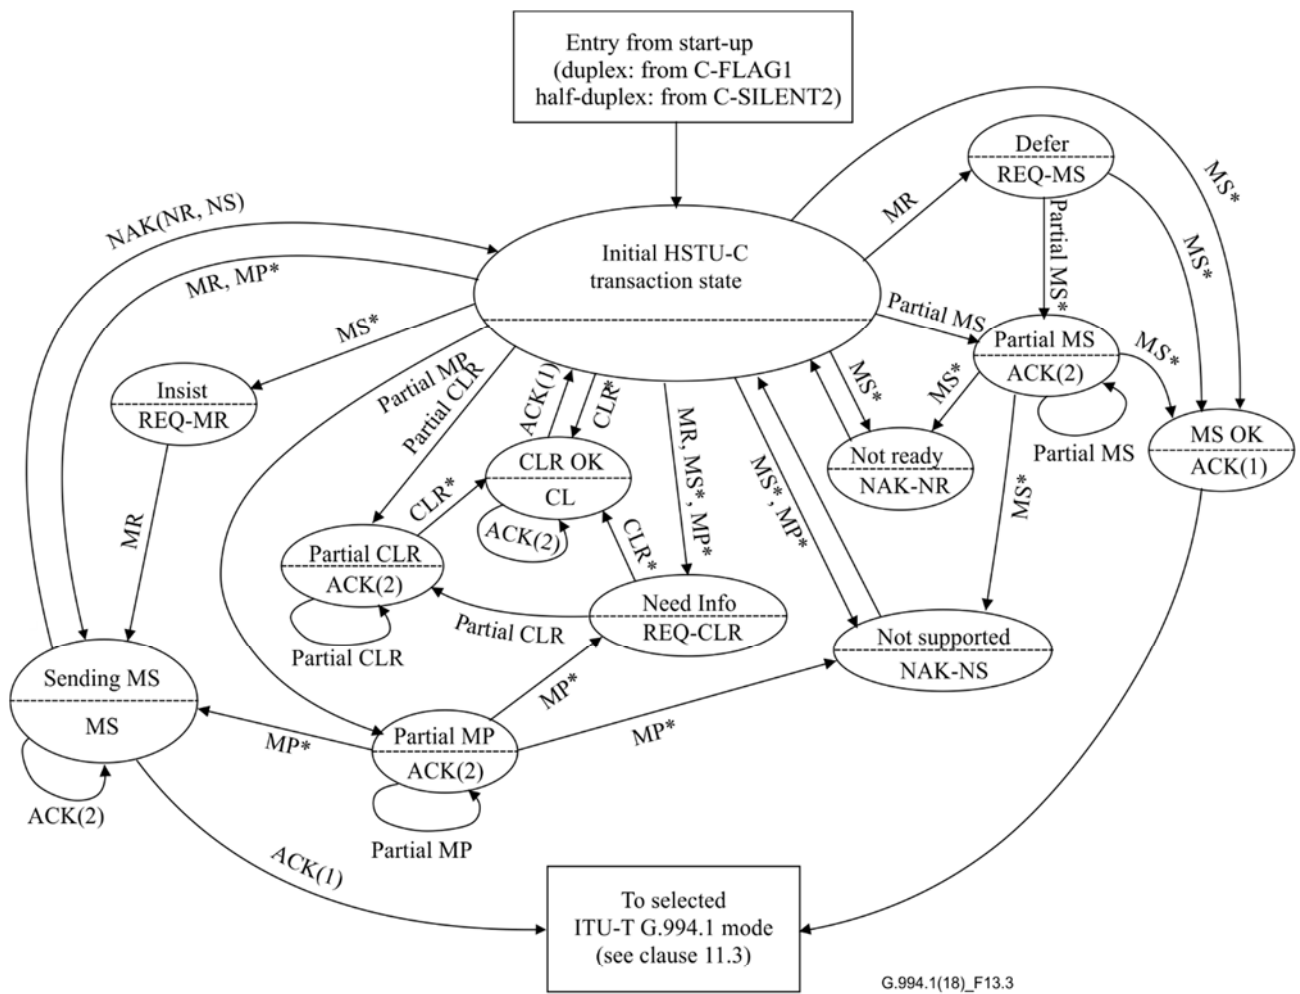 Entry from start-up
(duplex: from C-FLAG1
half-duplex: from C-SILENT2)
Defer
REQ-MS
MS*
MR
NAK(NR, NS)
Partial MS*
MS*
Initial HSTU-C
transaction state
MR, MP*
Partial MS
MS*
Partial MS
ACK(2)
MS*
Insist
REQ-MR
Partial MP
Partial CLR
ACK(1)
CLR*
MS*
MS*
Partial MS
MS OK
ACK(1)
MR, MS*, MP*
Not ready
NAK-NR
CLR OK
CL
MS*, MP*
MS*
CLR*
ACK(2)
MR
CLR*
Partial CLR
ACK(2)
Need Info
REQ-CLR
Partial CLR
Partial CLR
Not supported
NAK-NS
Sending MS
MS
MP*
MP*
MP*
Partial MP
ACK(2)
ACK(2)
Partial MP
ACK(1)
To selected
ITU-T G.994.1 mode
(see clause 11.3)
G.994.1(18)_F13.3